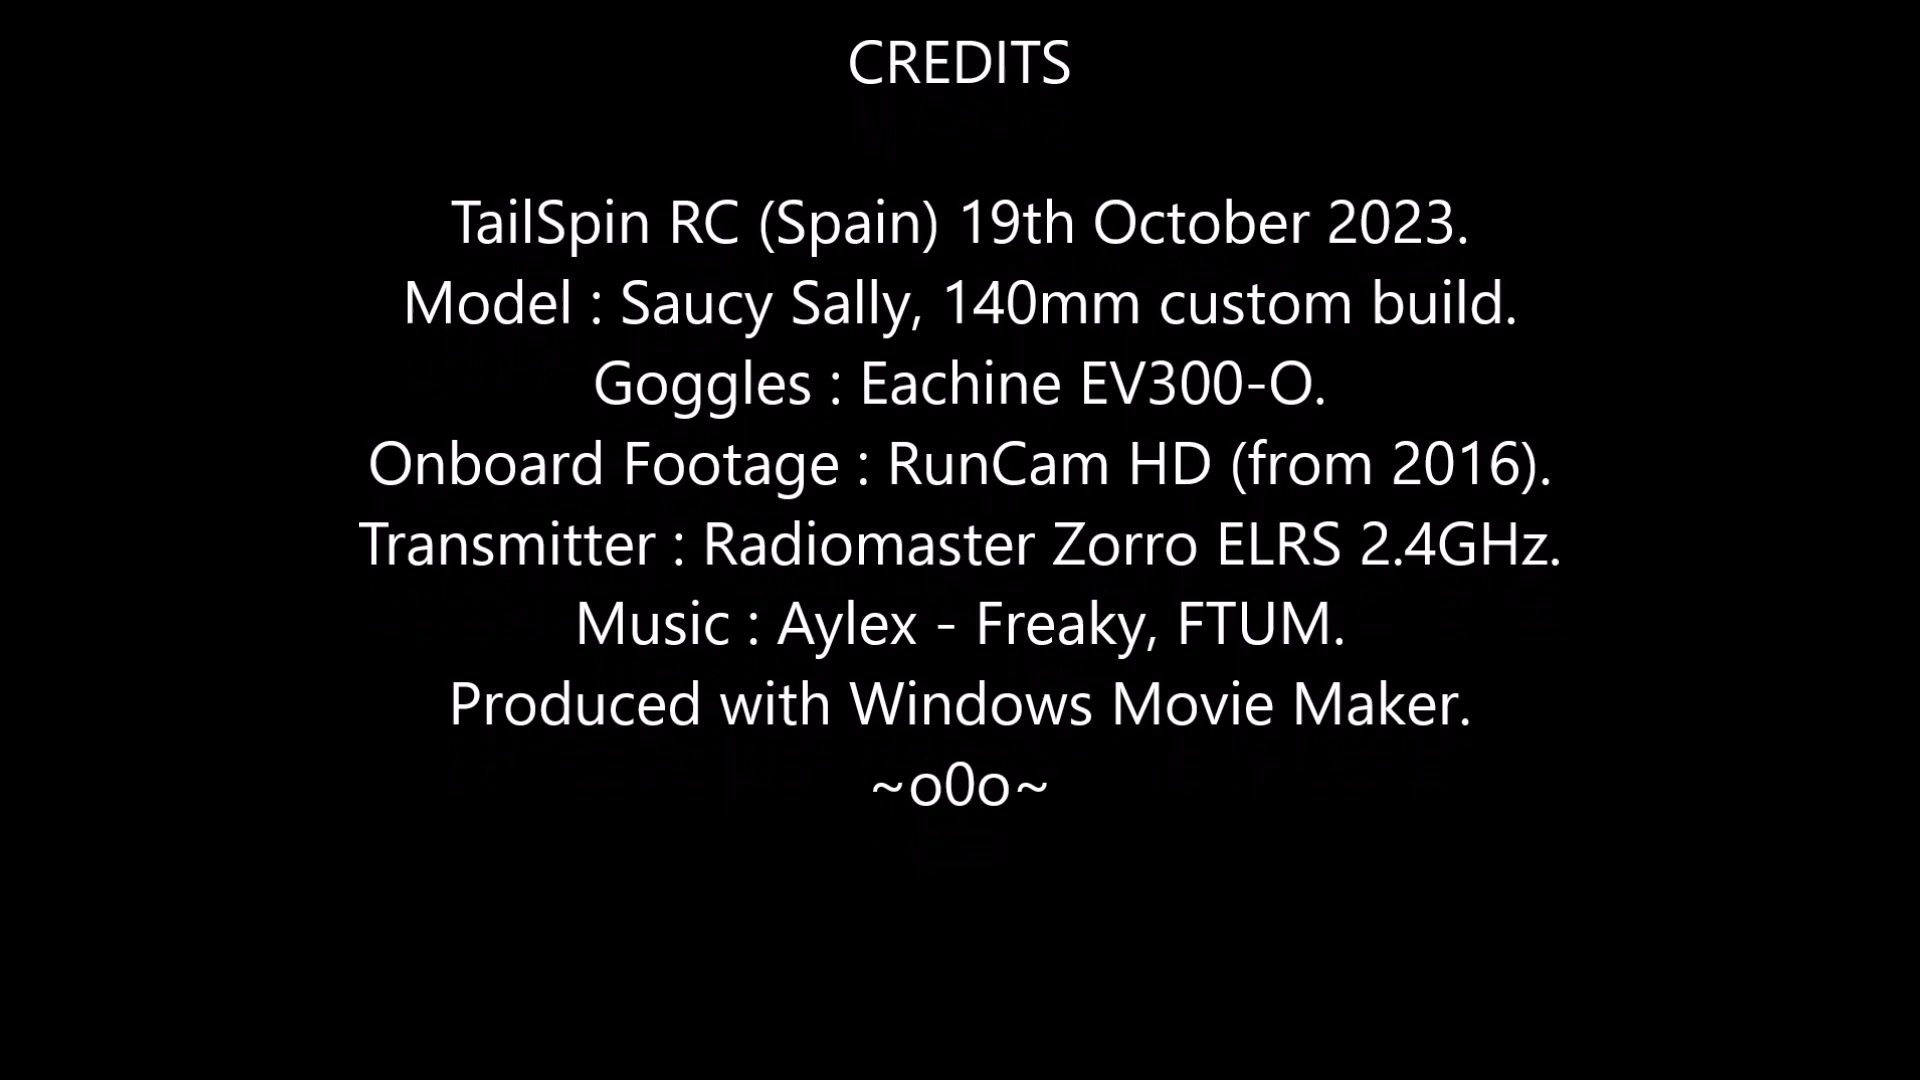 CREDITS
TailSpin RC (Spain) 19th October 2023.
Model : Saucy Sally, 140mm custom build.
Goggles : Eachine EV300-O.
Onboard Footage : RunCam HD (from 2016).
Transmitter : Radiomaster Zorro ELRS 2.4GHz.
Music : Aylex - Freaky, FTUM.
Produced with Windows Movie Maker.
~o0o~